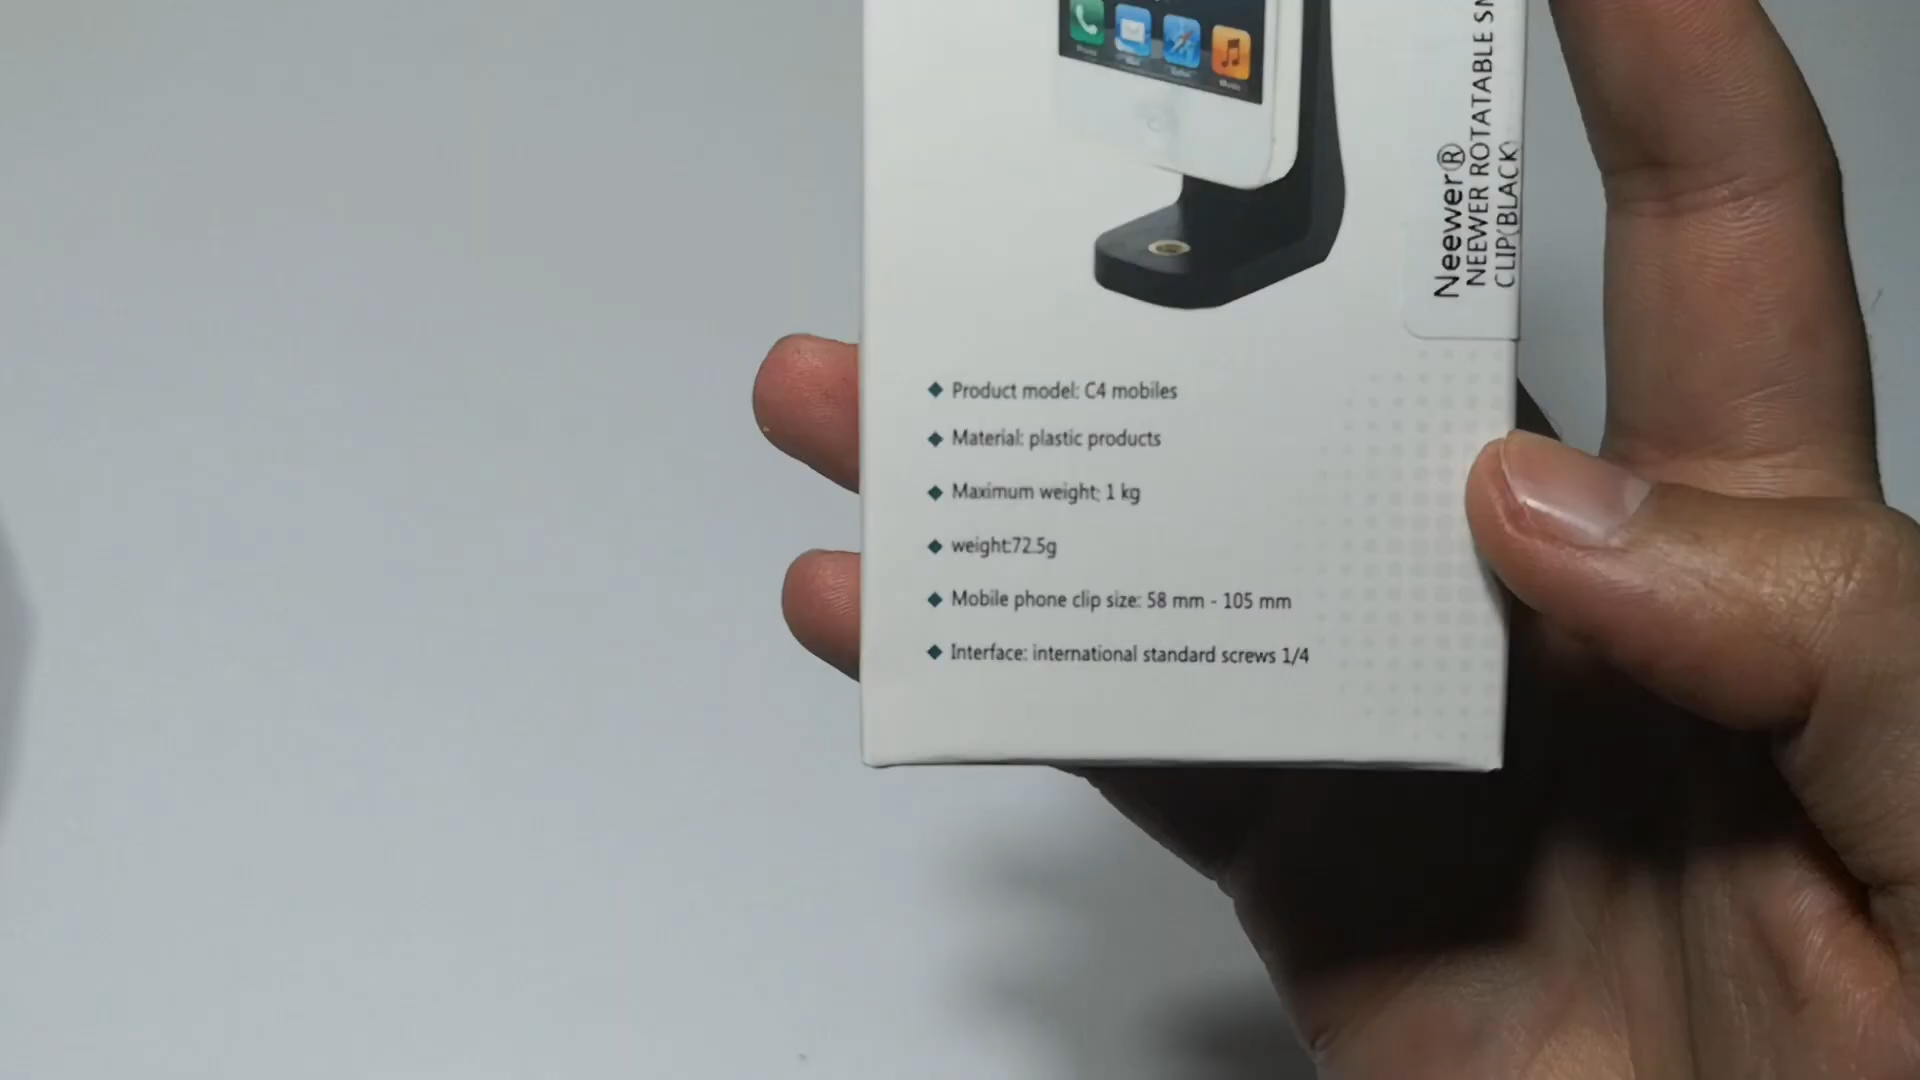 Neewer®
NEEWER ROTATABLE
CLIP(BLACK)
Product model: C4 mobiles
Material: plastic products
Maximum weight: 1 kg
weight:72.5g
Mobile phone clip size: 58 mm - 105 mm
Interface: international standard screws 1/4